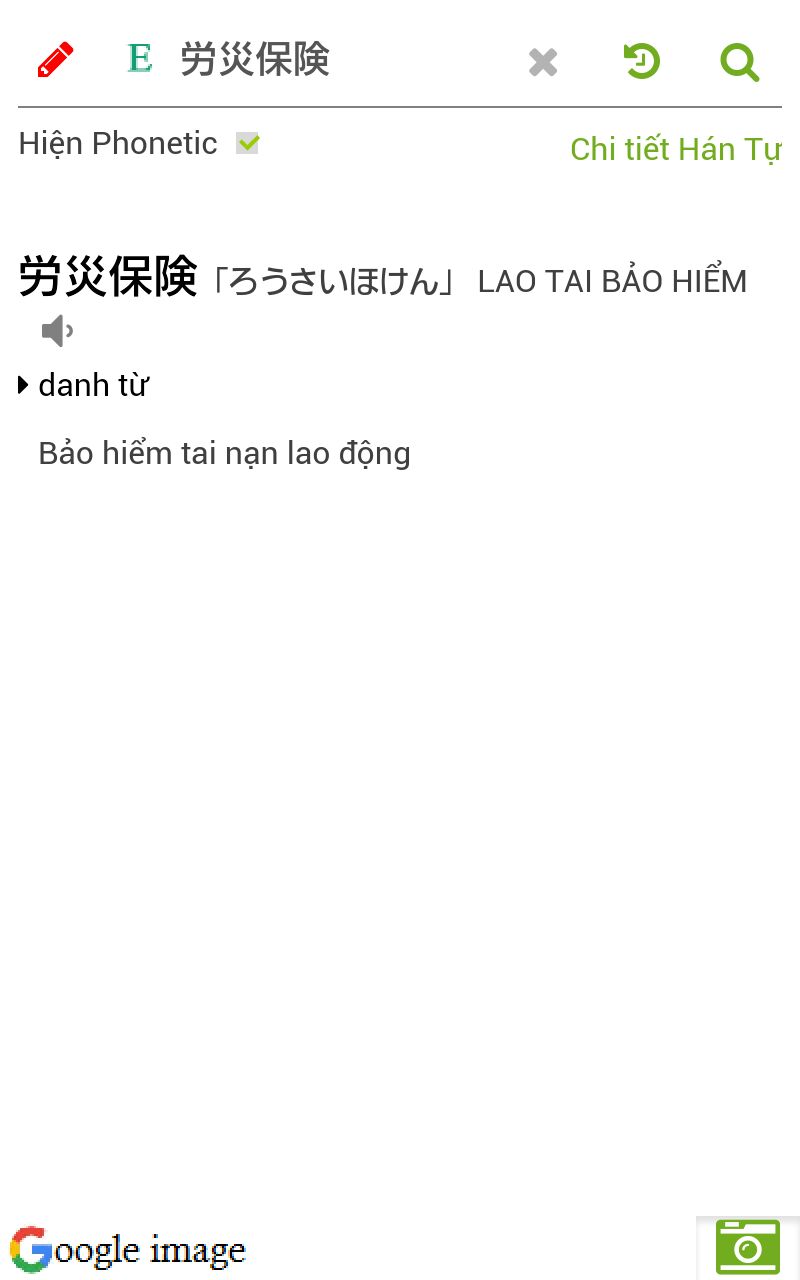 E 労災保険
Hiện Phonetic
Chi tiết Hán Tự
労災保険「ろうさいほけん」 LAO TAI BẢO HIỂM
danh từ
Bảo hiểm tai nạn lao động
Google image